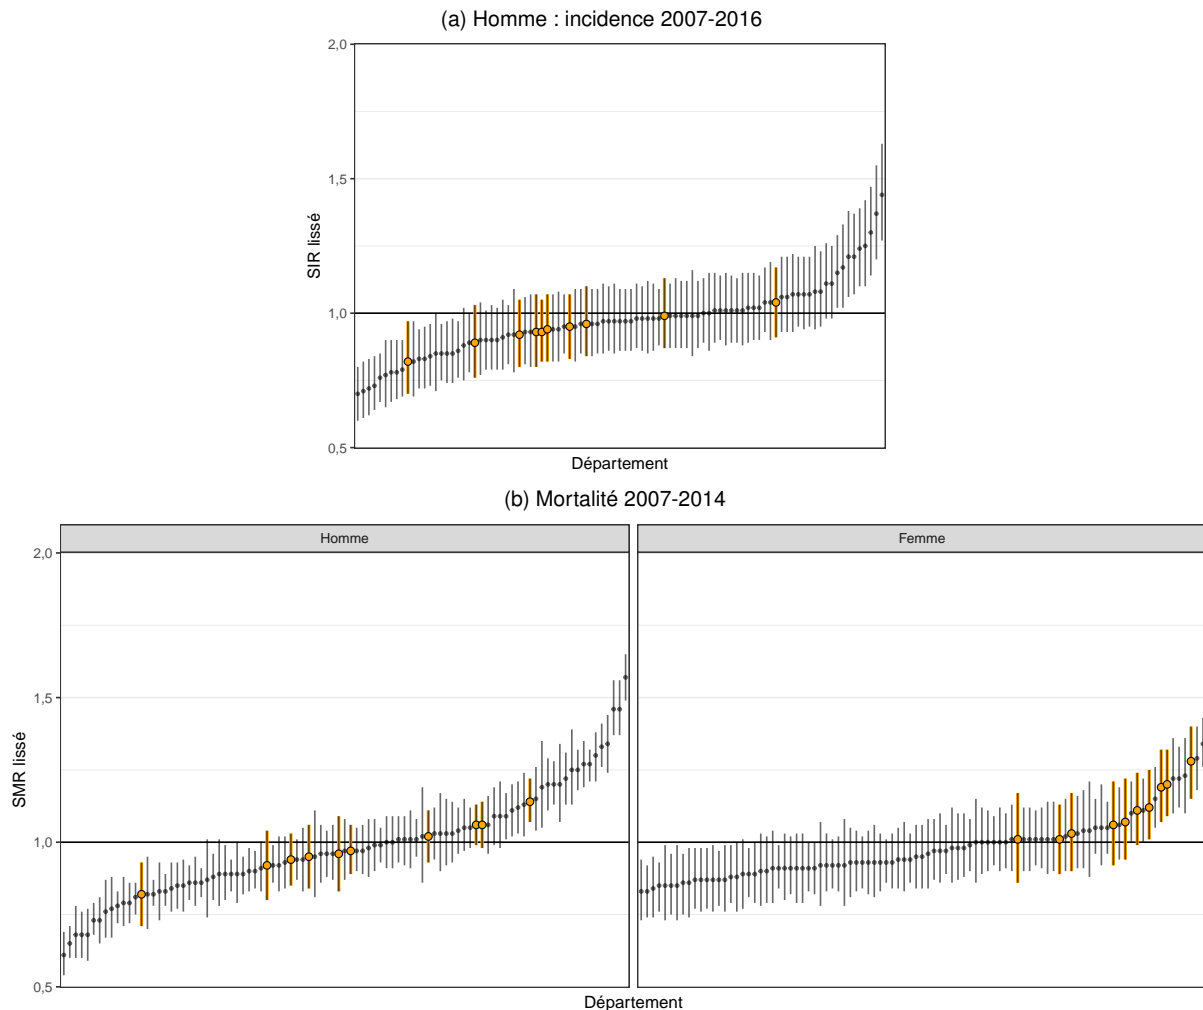 (a) Homme : incidence 2007-2016
2,0
1,5
1,0
0,5
SIR lissé
Département
(b) Mortalité 2007-2014
Homme
Femme
2,0
1,5
1,0
0,5
SMR lissé
Département